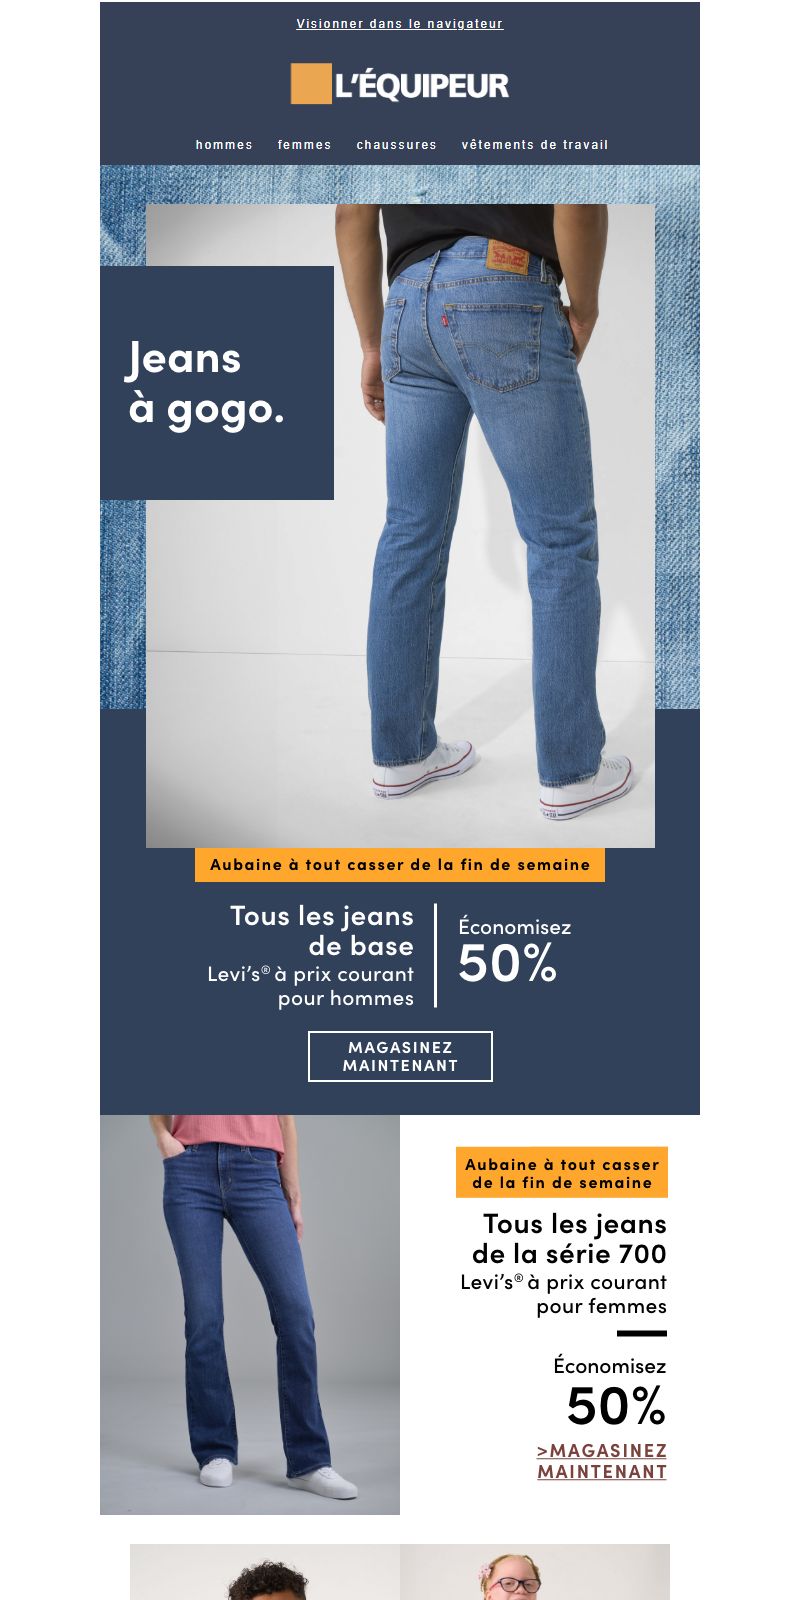 Visionner dans le navigateur
L'ÉQUIPEUR
hommes femmes chaussures vêtements de travail
Jeans
à gogo.
Aubaine à tout casser de la fin de semaine
Tous les jeans
de base
Levi's® à prix courant
pour hommes
Économisez
50%
MAGASINEZ
MAINTENANT
Aubaine à tout casser
de la fin de semaine
Tous les jeans
de la série 700
Levi's® à prix courant
pour femmes
Économisez
50%
>MAGASINEZ
MAINTENANT